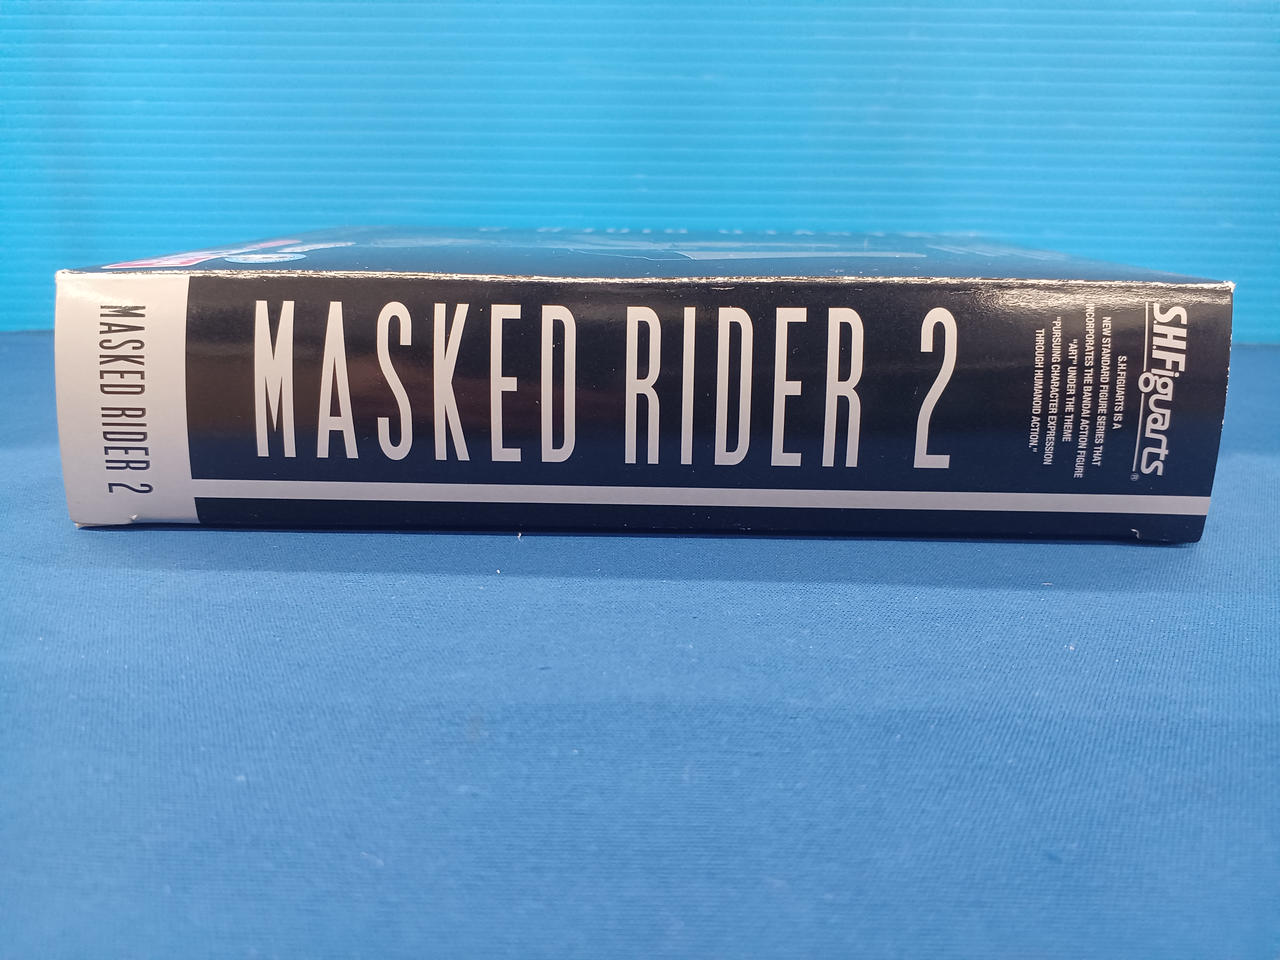 MASKED RIDER 2
MASKED RIDER 2
S.H.Figuarts®
S.H.FIGUARTS IS A
NEW STANDARD FIGURE SERIES THAT
INCORPORATES THE BANDAI ACTION FIGURE
"ART" UNDER THE THEME
"PURSUING CHARACTER EXPRESSION
THROUGH HUMANOID ACTION."